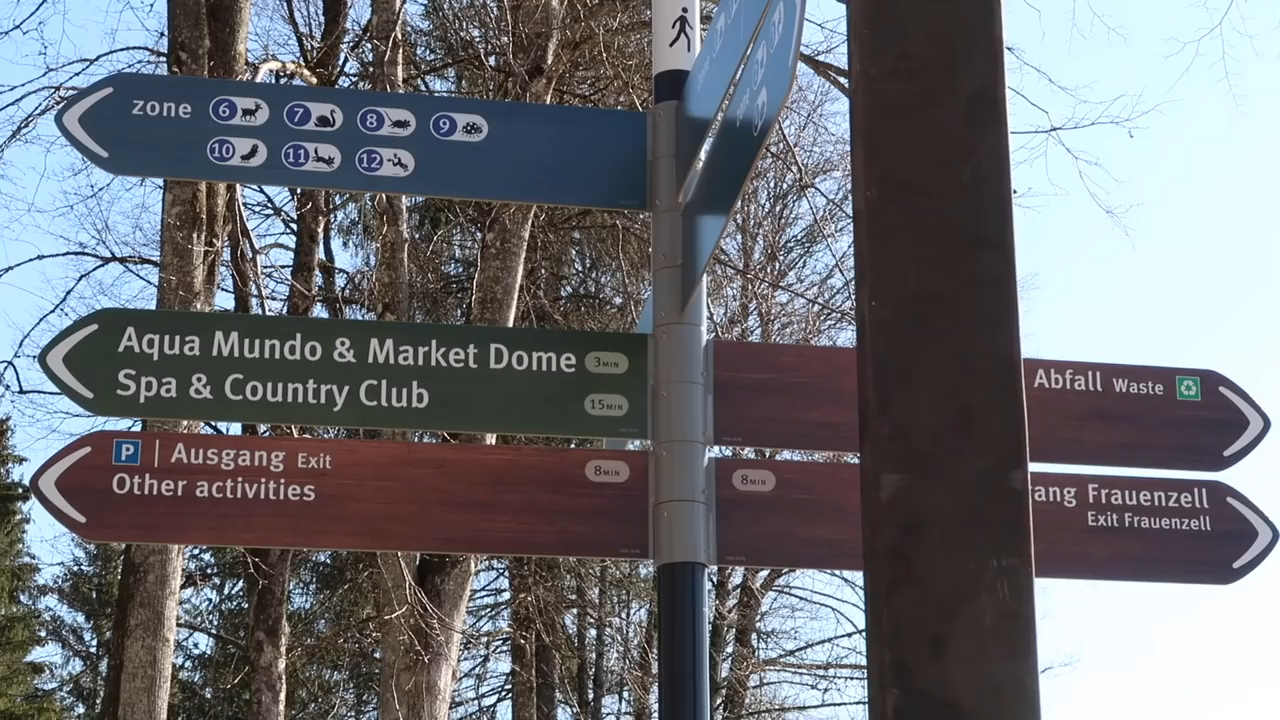 zone 6 7 8 9
10 11 12
Aqua Mundo & Market Dome 3MIN
Spa & Country Club 15MIN
P | Ausgang Exit 8MIN
Other activities
Abfall Waste
8MIN Frauenzell
Exit Frauenzell